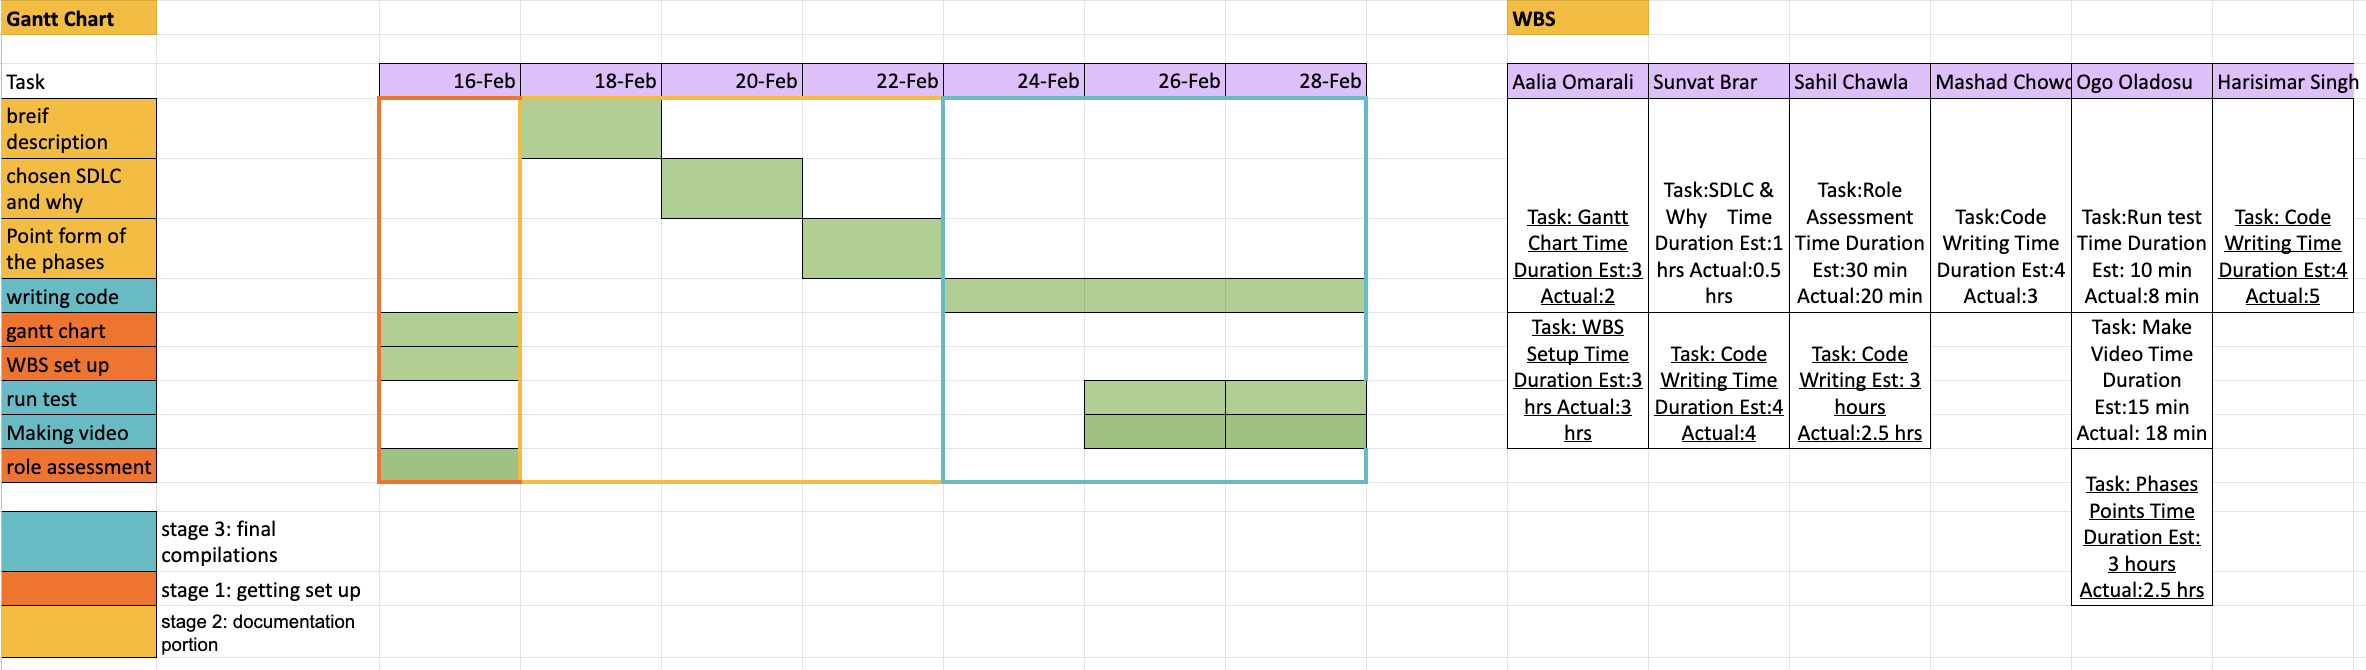 Gantt Chart
WBS
Task
16-Feb
18-Feb
20-Feb
22-Feb
24-Feb
26-Feb
28-Feb
breif
description
chosen SDLC
and why
Point form of
the phases
writing code
gantt chart
WBS set up
run test
Making video
role assessment
stage 3: final
compilations
stage 1: getting set up
stage 2: documentation
portion
Aalia Omarali
Sunvat Brar
Sahil Chawla
Mashad Chowd
Ogo Oladosu
Harisimar Singh
Task: Gantt
Chart Time
Duration Est:3
Actual:2
Task:SDLC &
Why Time
Duration Est:1
hrs Actual:0.5
hrs
Task:Role
Assessment
Time Duration
Est:30 min
Actual:20 min
Task:Code
Writing Time
Duration Est:4
Actual:3
Task:Run test
Time Duration
Est: 10 min
Actual:8 min
Task: Code
Writing Time
Duration Est:4
Actual:5
Task: WBS
Setup Time
Duration Est:3
hrs Actual:3
hrs
Task: Code
Writing Time
Duration Est:4
Actual:4
Task: Code
Writing Est: 3
hours
Actual:2.5 hrs
Task: Make
Video Time
Duration
Est:15 min
Actual: 18 min
Task: Phases
Points Time
Duration Est:
3 hours
Actual:2.5 hrs